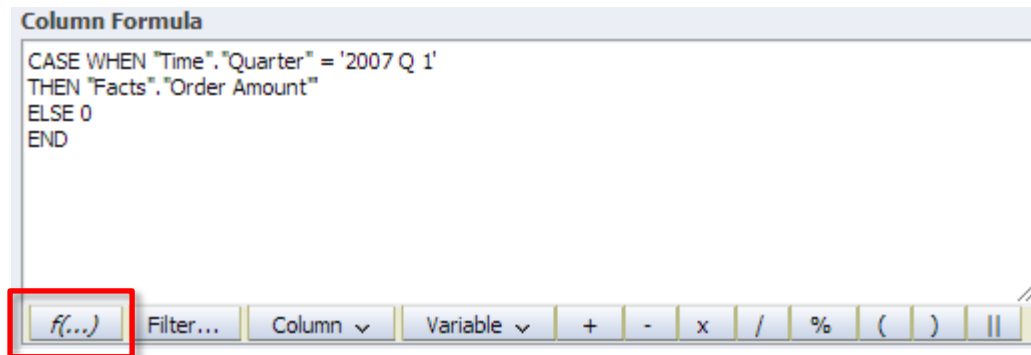 Column Formula
CASE WHEN "Time"."Quarter" = '2007 Q 1'
THEN "Facts"."Order Amount"'
ELSE 0
END
f(...) Filter... Column Variable + - x / % ( ) ||